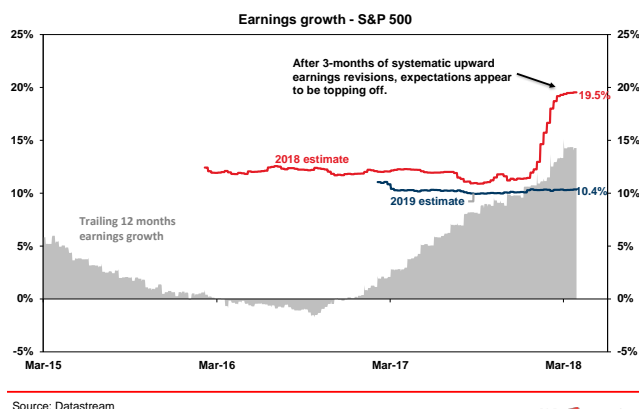 Earnings growth - S&P 500
25%
20%
15%
10%
5%
0%
-5%
25%
20%
15%
10%
5%
0%
-5%
After 3-months of systematic upward
earnings revisions, expectations appear
to be topping off.
19.5%
2018 estimate
10.4%
2019 estimate
Trailing 12 months
earnings growth
Mar-15
Mar-16
Mar-17
Mar-18
Source: Datastream